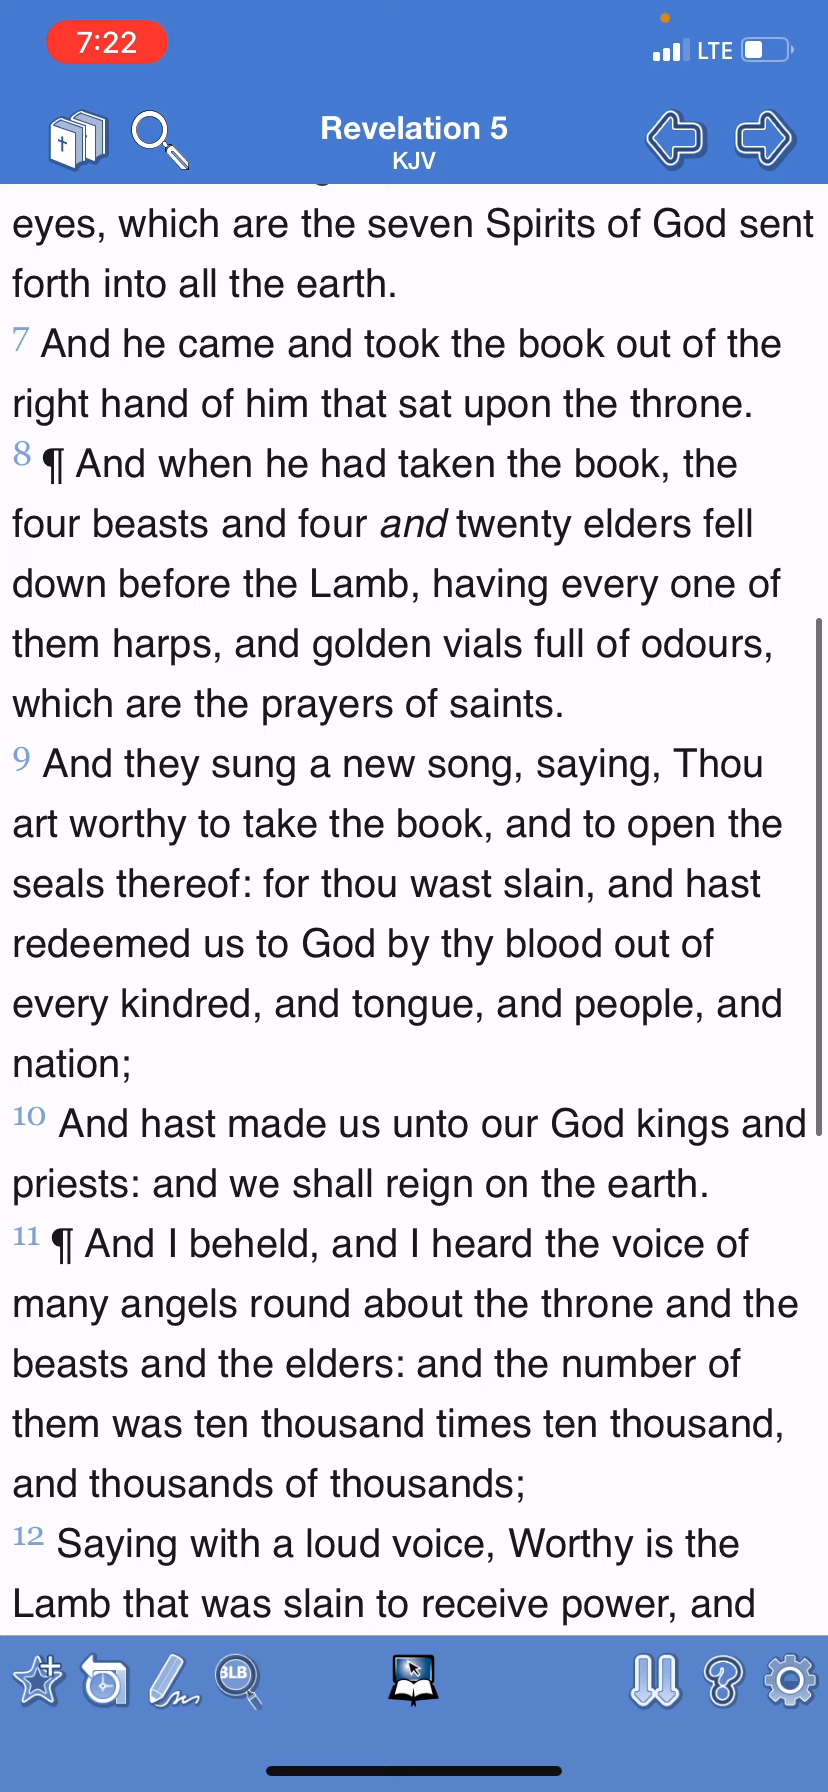 7:22
LTE
Revelation 5
KJV
eyes, which are the seven Spirits of God sent
forth into all the earth.
7 And he came and took the book out of the
right hand of him that sat upon the throne.
8 ¶ And when he had taken the book, the
four beasts and four and twenty elders fell
down before the Lamb, having every one of
them harps, and golden vials full of odours,
which are the prayers of saints.
9 And they sung a new song, saying, Thou
art worthy to take the book, and to open the
seals thereof: for thou wast slain, and hast
redeemed us to God by thy blood out of
every kindred, and tongue, and people, and
nation;
10 And hast made us unto our God kings and
priests: and we shall reign on the earth.
11 ¶ And I beheld, and I heard the voice of
many angels round about the throne and the
beasts and the elders: and the number of
them was ten thousand times ten thousand,
and thousands of thousands;
12 Saying with a loud voice, Worthy is the
Lamb that was slain to receive power, and
BLB